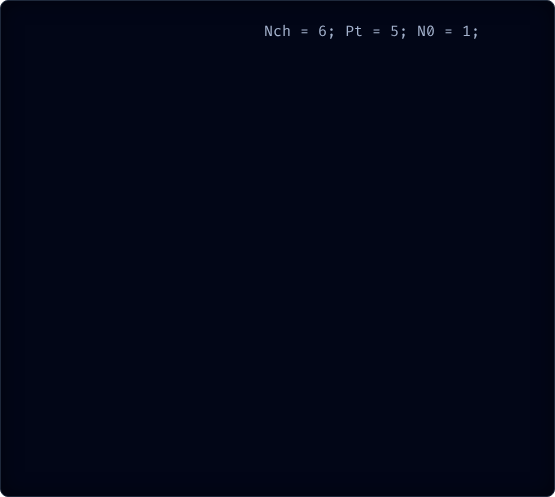 Nch = 6; Pt = 5; N0 = 1;